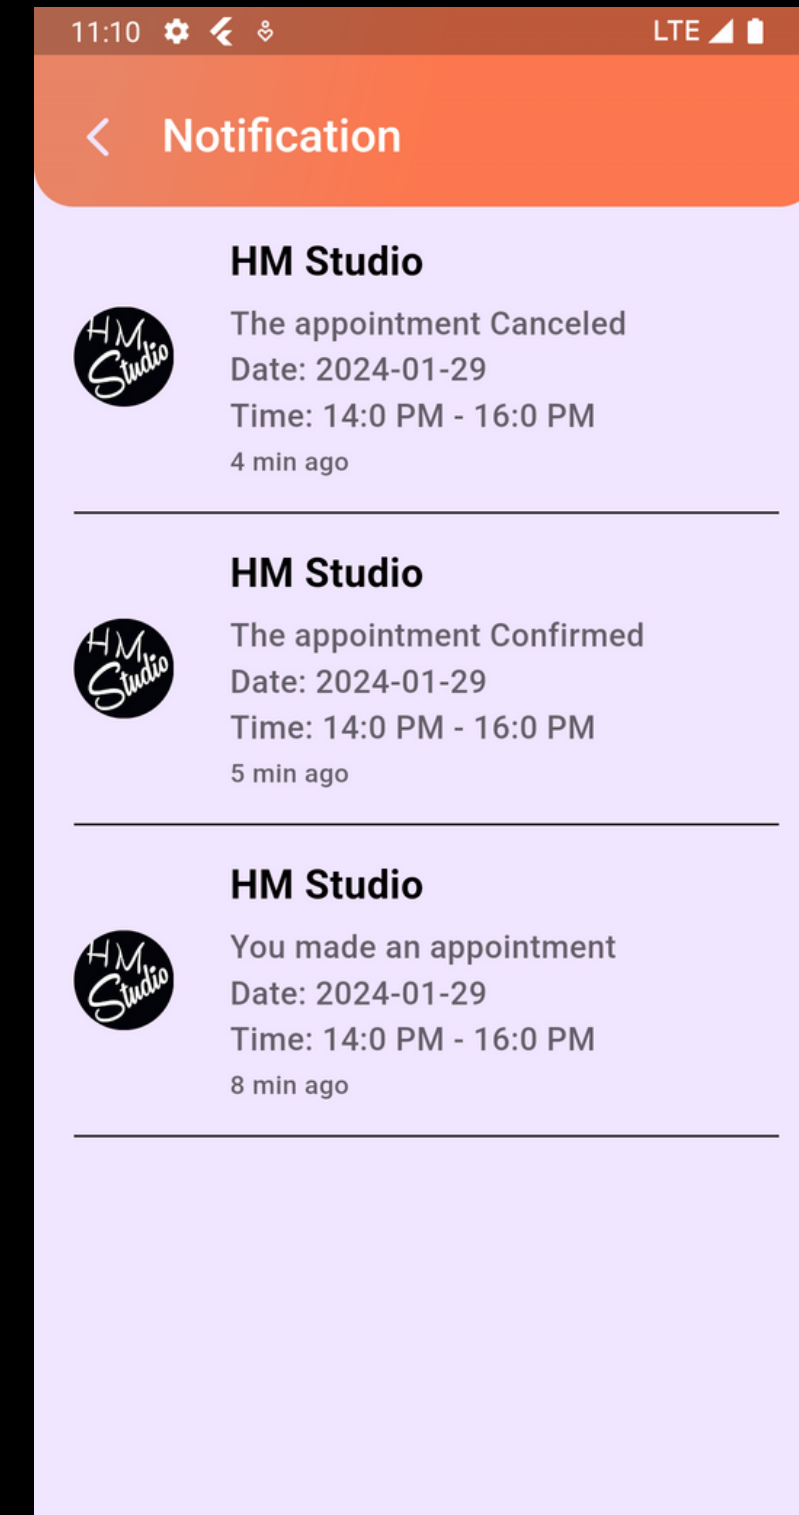 11:10
LTE
Notification
HM Studio
HM
Studio
The appointment Canceled
Date: 2024-01-29
Time: 14:0 PM - 16:0 PM
4 min ago
HM Studio
HM
Studio
The appointment Confirmed
Date: 2024-01-29
Time: 14:0 PM - 16:0 PM
5 min ago
HM Studio
HM
Studio
You made an appointment
Date: 2024-01-29
Time: 14:0 PM - 16:0 PM
8 min ago